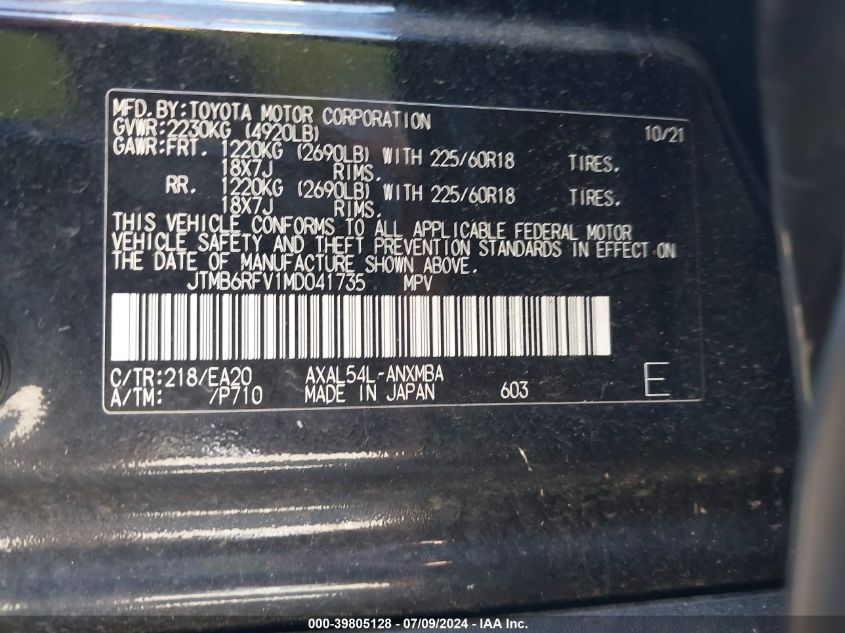 MFD. BY: TOYOTA MOTOR CORPORATION 10/21
GVWR: 2230KG (4920LB)
GAWR: FRT. 1220KG (2690LB) WITH 225/60R18 TIRES.
18X7J RIMS.
RR. 1220KG (2690LB) WITH 225/60R18 TIRES.
18X7J RIMS.
THIS VEHICLE CONFORMS TO ALL APPLICABLE FEDERAL MOTOR
VEHICLE SAFETY AND THEFT PREVENTION STANDARDS IN EFFECT ON
THE DATE OF MANUFACTURE SHOWN ABOVE.
JTMB6RFV1MD041735 MPV
C/TR: 218/EA20 AXAL54L-ANXMBA
A/TM: /P710 MADE IN JAPAN 603 E
000-39805128 - 07/09/2024 - IAA Inc.